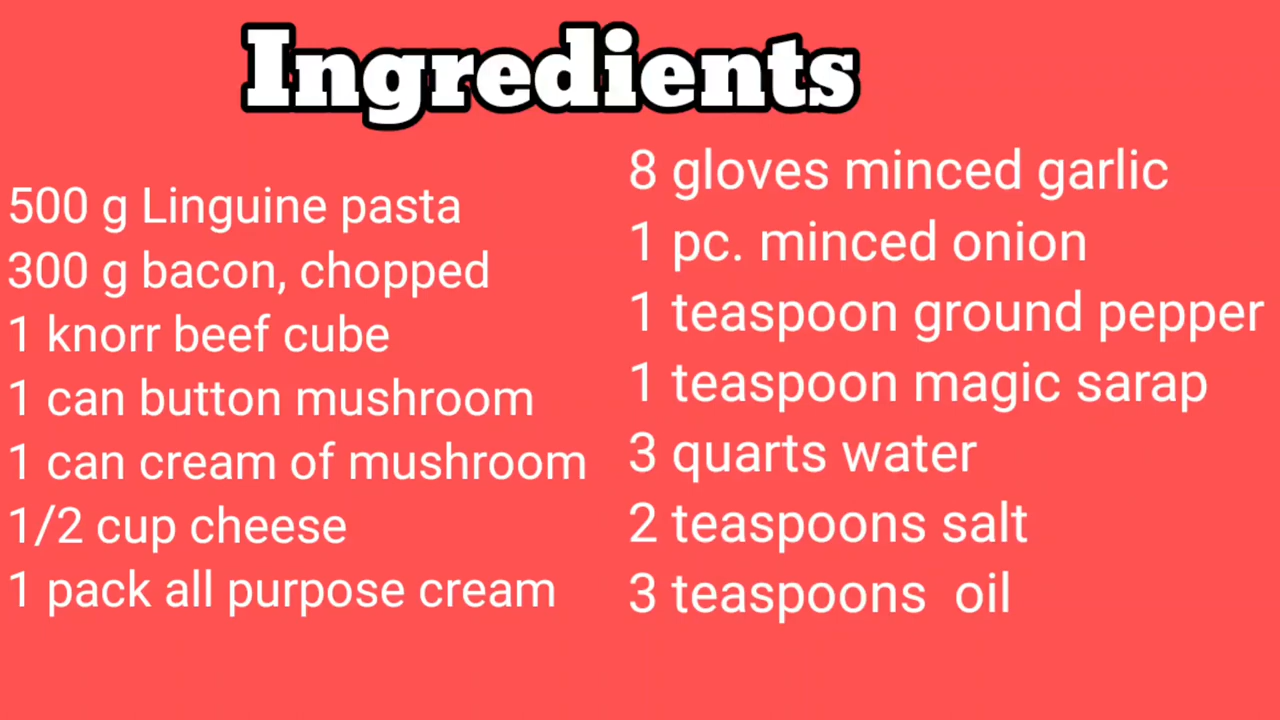 Ingredients
500 g Linguine pasta
300 g bacon, chopped
1 knorr beef cube
1 can button mushroom
1 can cream of mushroom
1/2 cup cheese
1 pack all purpose cream
8 gloves minced garlic
1 pc. minced onion
1 teaspoon ground pepper
1 teaspoon magic sarap
3 quarts water
2 teaspoons salt
3 teaspoons  oil